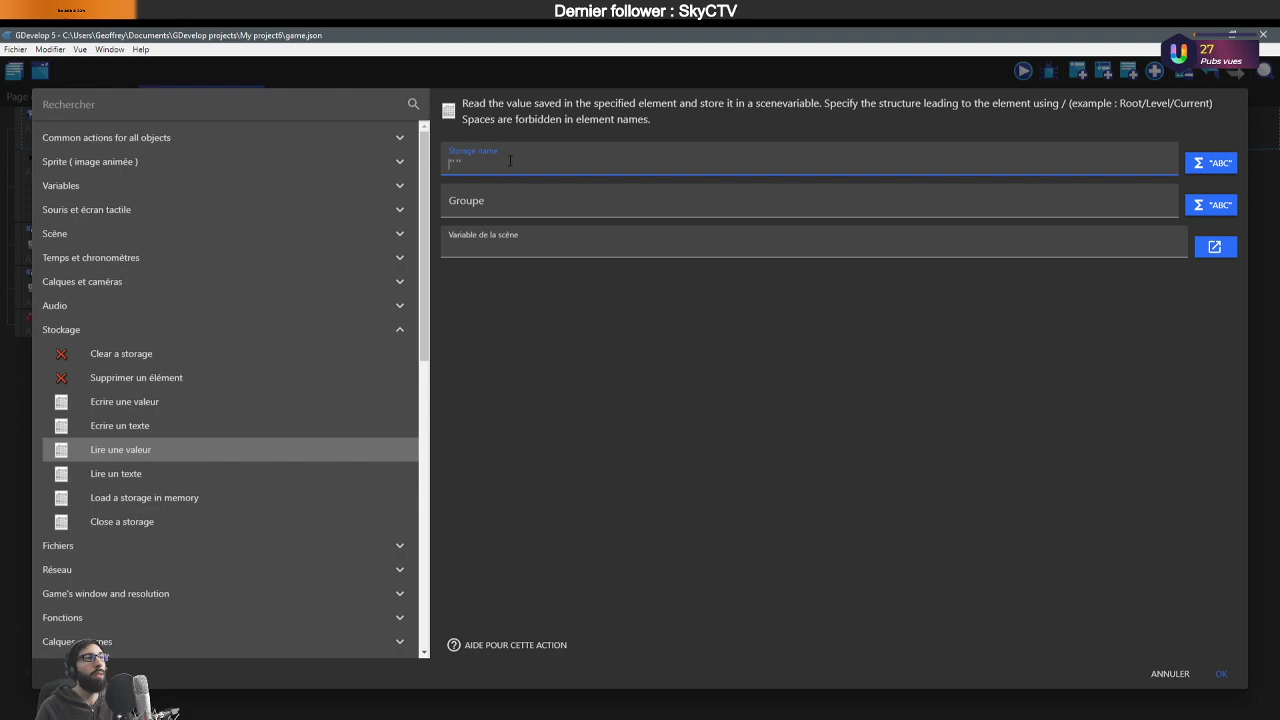 Dernier follower : SkyCTV
GDevelop 5 - C:\Users\Geoffrey\Documents\GDevelop projects\My project6\game.json
Fichier Modifier Vue Window Help
27
Pubs vues
Page
Rechercher
Common actions for all objects
Sprite ( image animée )
Variables
Souris et écran tactile
Scène
Temps et chronomètres
Calques et caméras
Audio
Stockage
Clear a storage
Supprimer un élément
Ecrire une valeur
Ecrire un texte
Lire une valeur
Lire un texte
Load a storage in memory
Close a storage
Fichiers
Réseau
Game's window and resolution
Fonctions
Calques
Read the value saved in the specified element and store it in a scenevariable. Specify the structure leading to the element using / (example : Root/Level/Current)
Spaces are forbidden in element names.
Storage name
""
Σ "ABC"
Groupe
Σ "ABC"
Variable de la scène
AIDE POUR CETTE ACTION
ANNULER OK